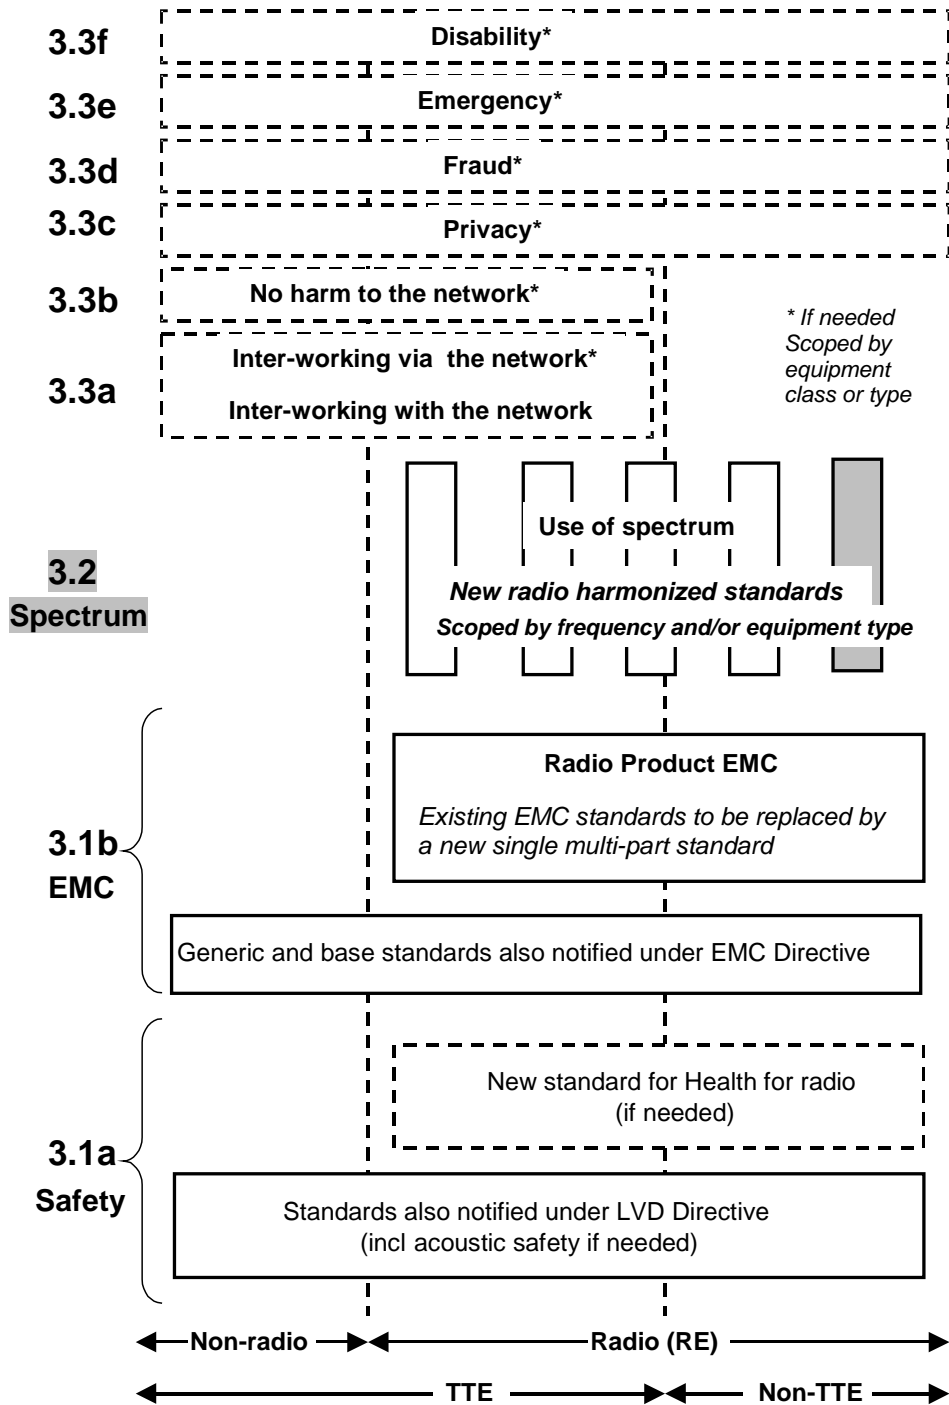 3.3f
Disability*
3.3e
Emergency*
3.3d
Fraud*
3.3c
Privacy*
3.3b
No harm to the network*
* If needed
Scoped by
equipment
class or type
3.3a
Inter-working via the network*
Inter-working with the network
Use of spectrum
3.2
Spectrum
New radio harmonized standards
Scoped by frequency and/or equipment type
3.1b
EMC
Radio Product EMC
Existing EMC standards to be replaced by
a new single multi-part standard
Generic and base standards also notified under EMC Directive
3.1a
Safety
New standard for Health for radio
(if needed)
Standards also notified under LVD Directive
(incl acoustic safety if needed)
Non-radio
Radio (RE)
TTE
Non-TTE